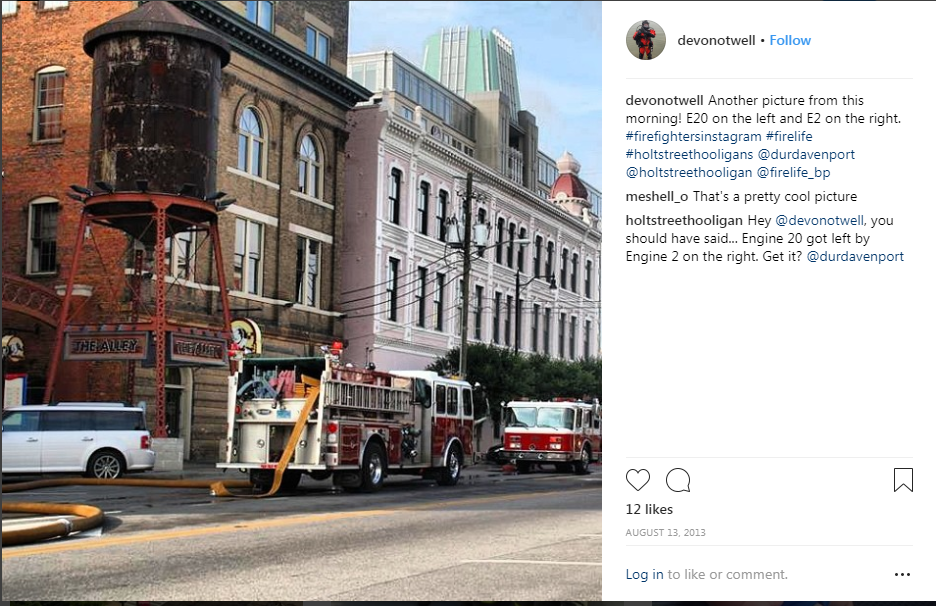 THE ALLEY
THE ALLEY
devonotwell • Follow
devonotwell Another picture from this
morning! E20 on the left and E2 on the right.
#firefightersinstagram #firelife
#holtstreethooligans @durdavenport
@holtstreethooligan @firelife_bp
meshell_o That's a pretty cool picture
holtstreethooligan Hey @devonotwell, you
should have said... Engine 20 got left by
Engine 2 on the right. Get it? @durdavenport
12 likes
AUGUST 13, 2013
Log in to like or comment.